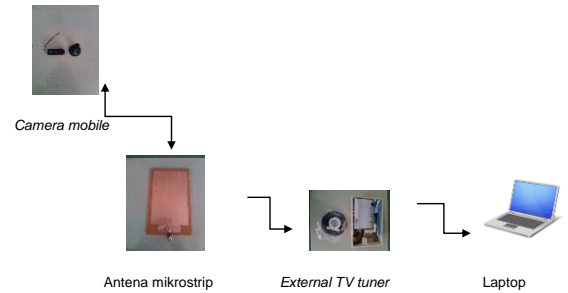 Camera mobile
Antena mikrostrip
External TV tuner
Laptop